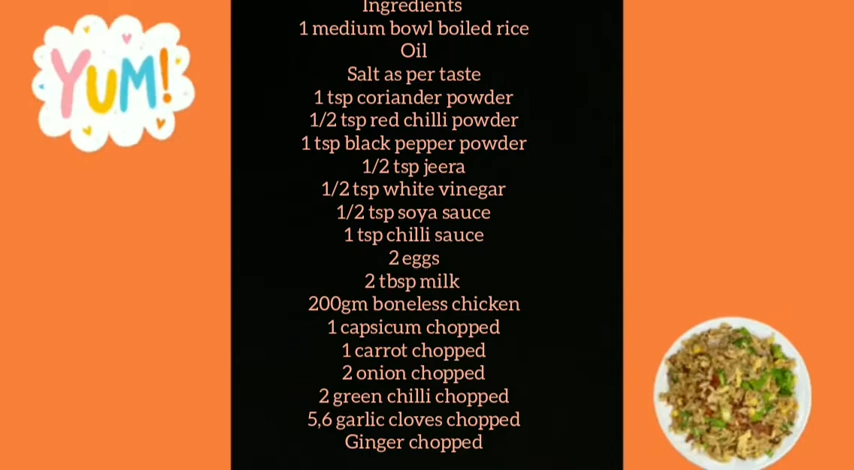 YUM!
Ingredients
1 medium bowl boiled rice
Oil
Salt as per taste
1 tsp coriander powder
1/2 tsp red chilli powder
1 tsp black pepper powder
1/2 tsp jeera
1/2 tsp white vinegar
1/2 tsp soya sauce
1 tsp chilli sauce
2 eggs
2 tbsp milk
200gm boneless chicken
1 capsicum chopped
1 carrot chopped
2 onion chopped
2 green chilli chopped
5,6 garlic cloves chopped
Ginger chopped